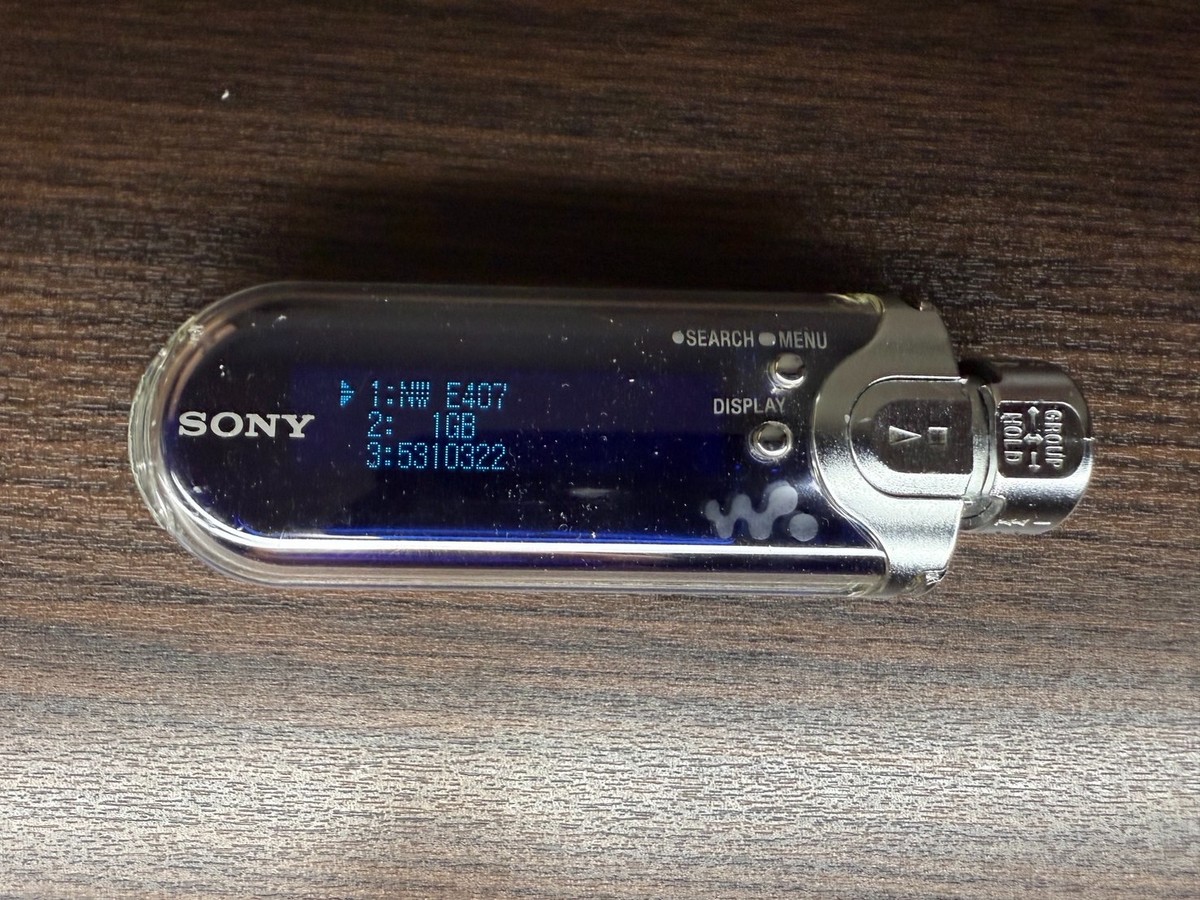 SEARCH MENU
DISPLAY
SONY
1:NW E407
2: 1GB
3:5310322
GROUP
HOLD